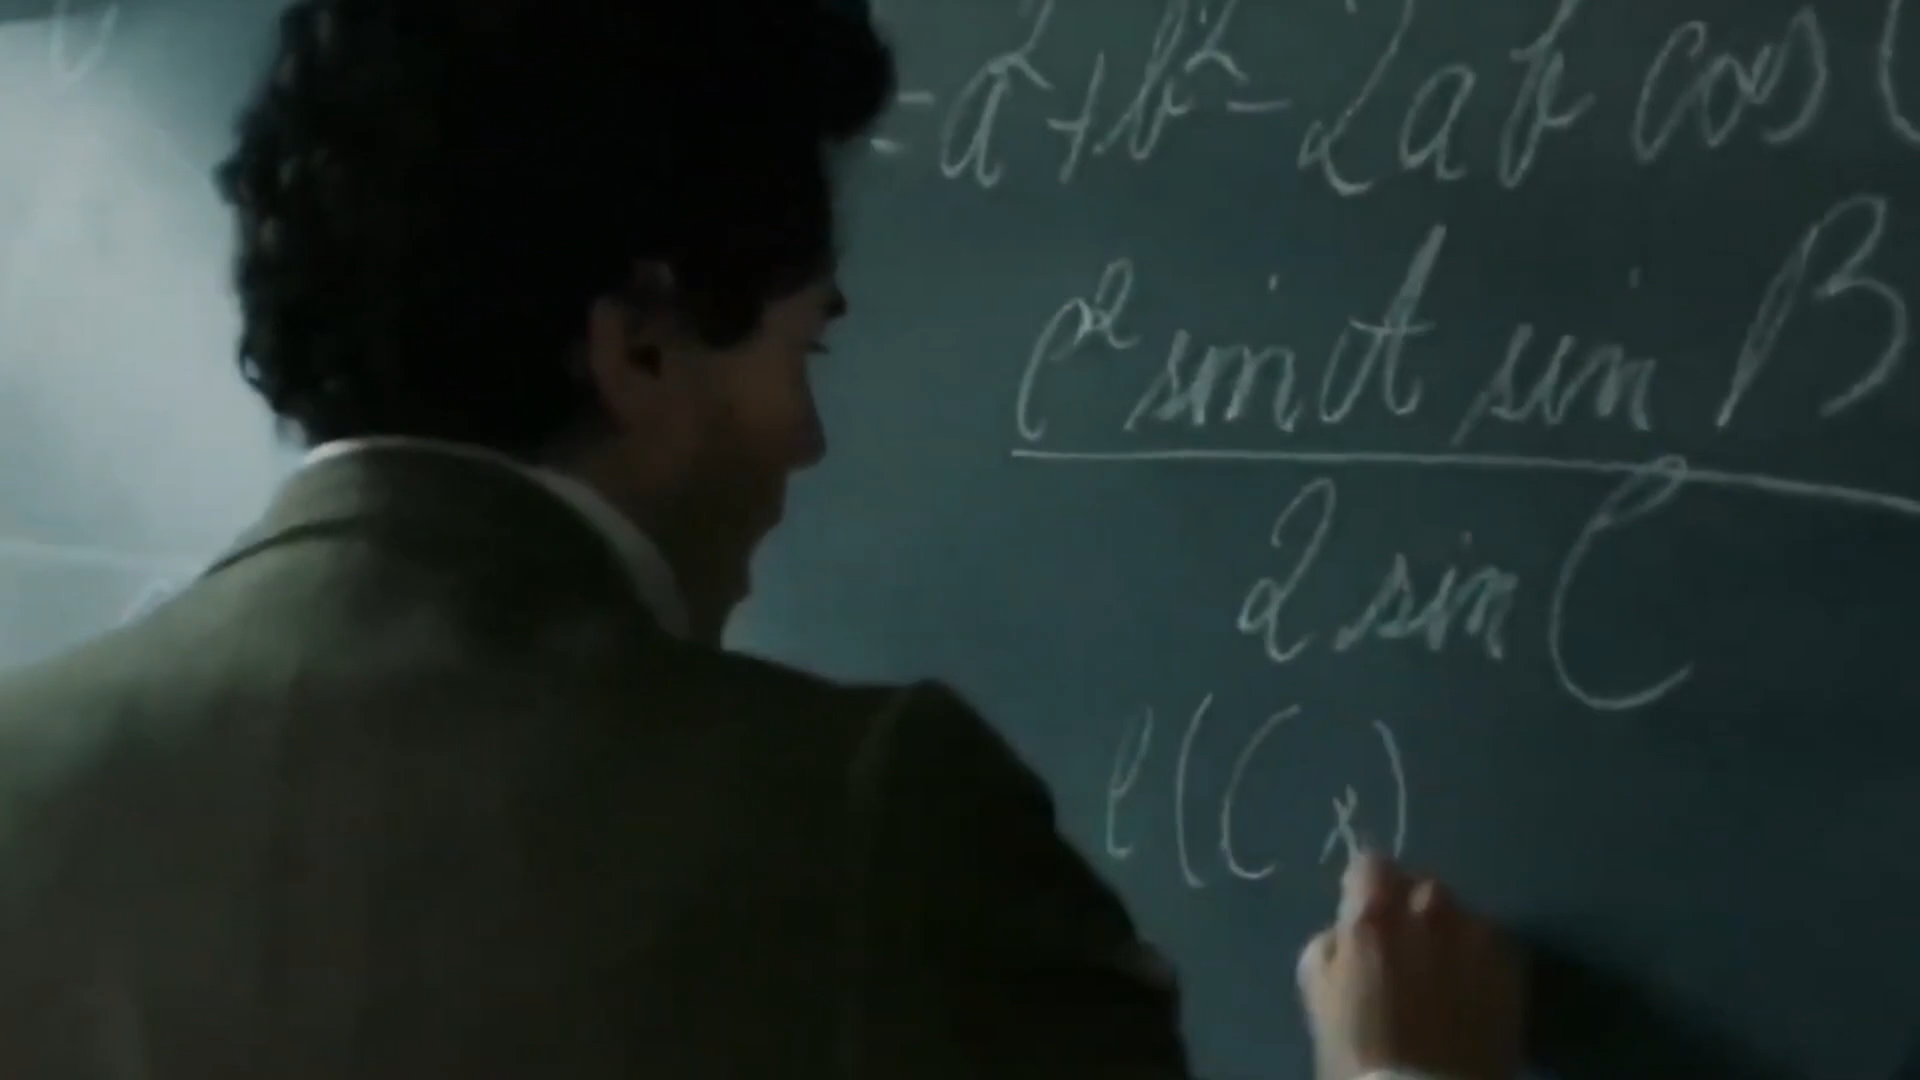 = a² + b² - 2ab cos C
c² sin A sin B
2 sin C
l((x)